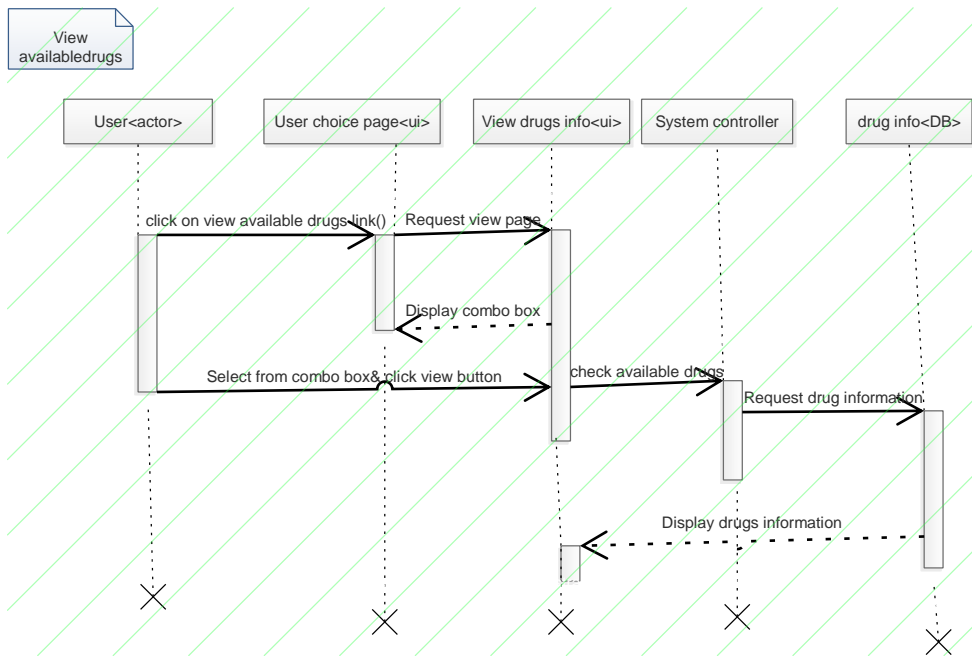 View
availabledrugs
User<actor>
User choice page<ui>
View drugs info<ui>
System controller
drug info<DB>
click on view available drugs link()
Request view page
Display combo box
Select from combo box& click view button
check available drugs
Request drug information
Display drugs information